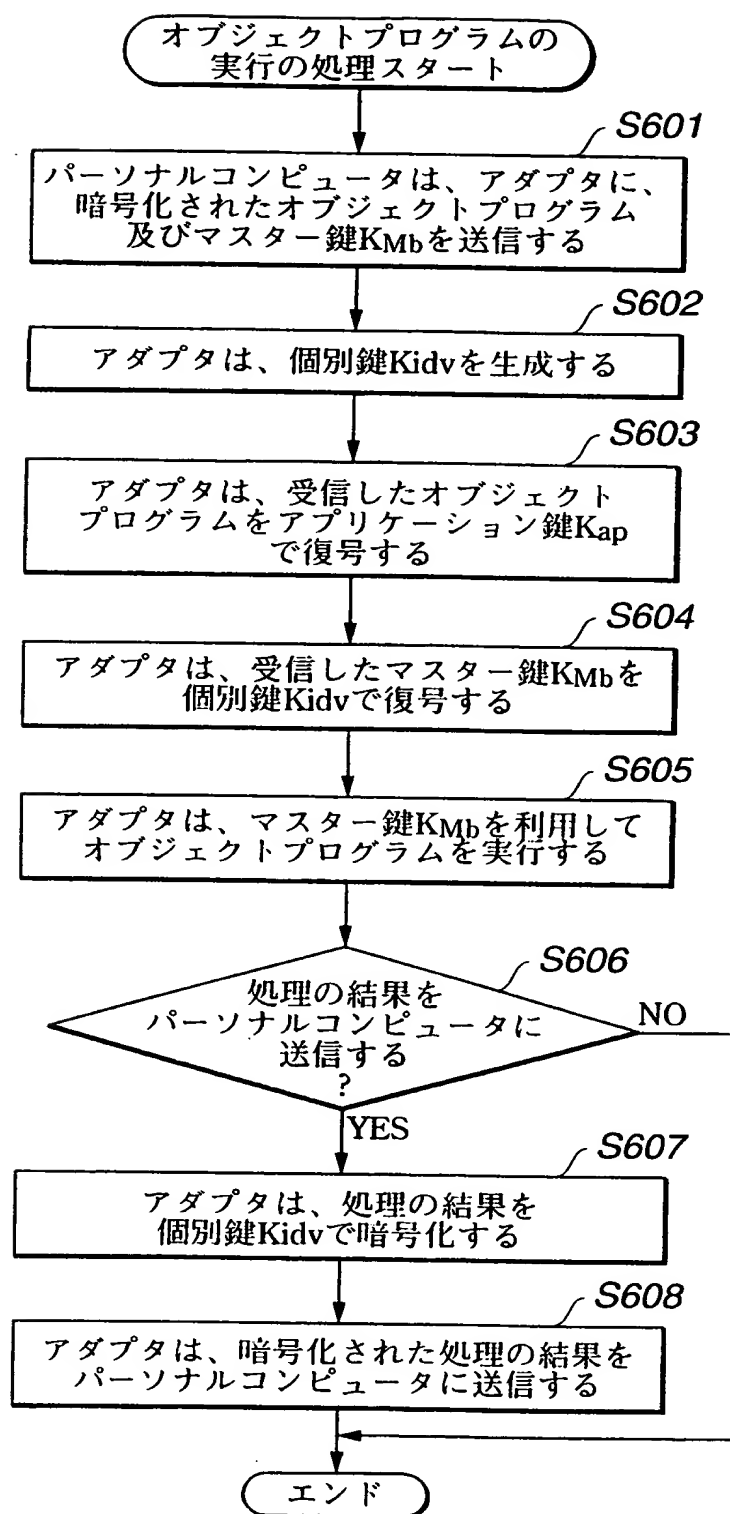 オブジェクトプログラムの
実行の処理スタート
S601
パーソナルコンピュータは、アダプタに、
暗号化されたオブジェクトプログラム
及びマスター鍵KMbを送信する
S602
アダプタは、個別鍵Kidvを生成する
S603
アダプタは、受信したオブジェクト
プログラムをアプリケーション鍵Kap
で復号する
S604
アダプタは、受信したマスター鍵KMbを
個別鍵Kidvで復号する
S605
アダプタは、マスター鍵KMbを利用して
オブジェクトプログラムを実行する
S606
処理の結果を
パーソナルコンピュータに
送信する
?
NO
YES
S607
アダプタは、処理の結果を
個別鍵Kidvで暗号化する
S608
アダプタは、暗号化された処理の結果を
パーソナルコンピュータに送信する
エンド